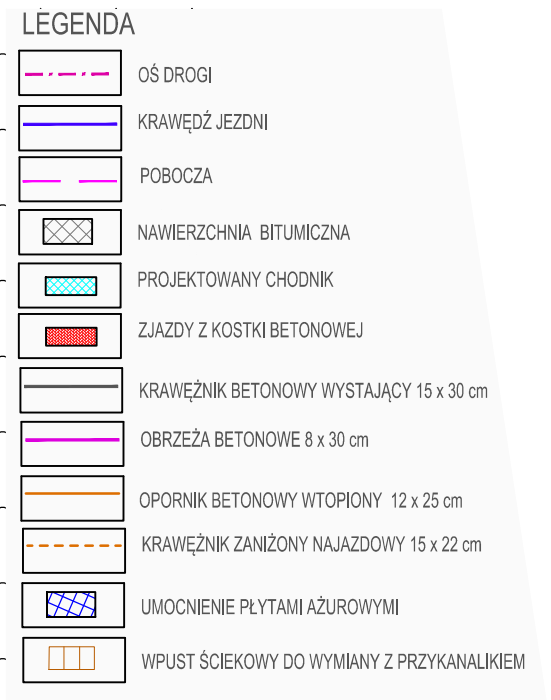 LEGENDA
OŚ DROGI
KRAWĘDŹ JEZDNI
POBOCZA
NAWIERZCHNIA BITUMICZNA
PROJEKTOWANY CHODNIK
ZJAZDY Z KOSTKI BETONOWEJ
KRAWĘŻNIK BETONOWY WYSTAJĄCY 15 x 30 cm
OBRZEŻA BETONOWE 8 x 30 cm
OPORNIK BETONOWY WTOPIONY 12 x 25 cm
KRAWĘŻNIK ZANIŻONY NAJAZDOWY 15 x 22 cm
UMOCNIENIE PŁYTAMI AŻUROWYMI
WPUST ŚCIEKOWY DO WYMIANY Z PRZYKANALIKIEM